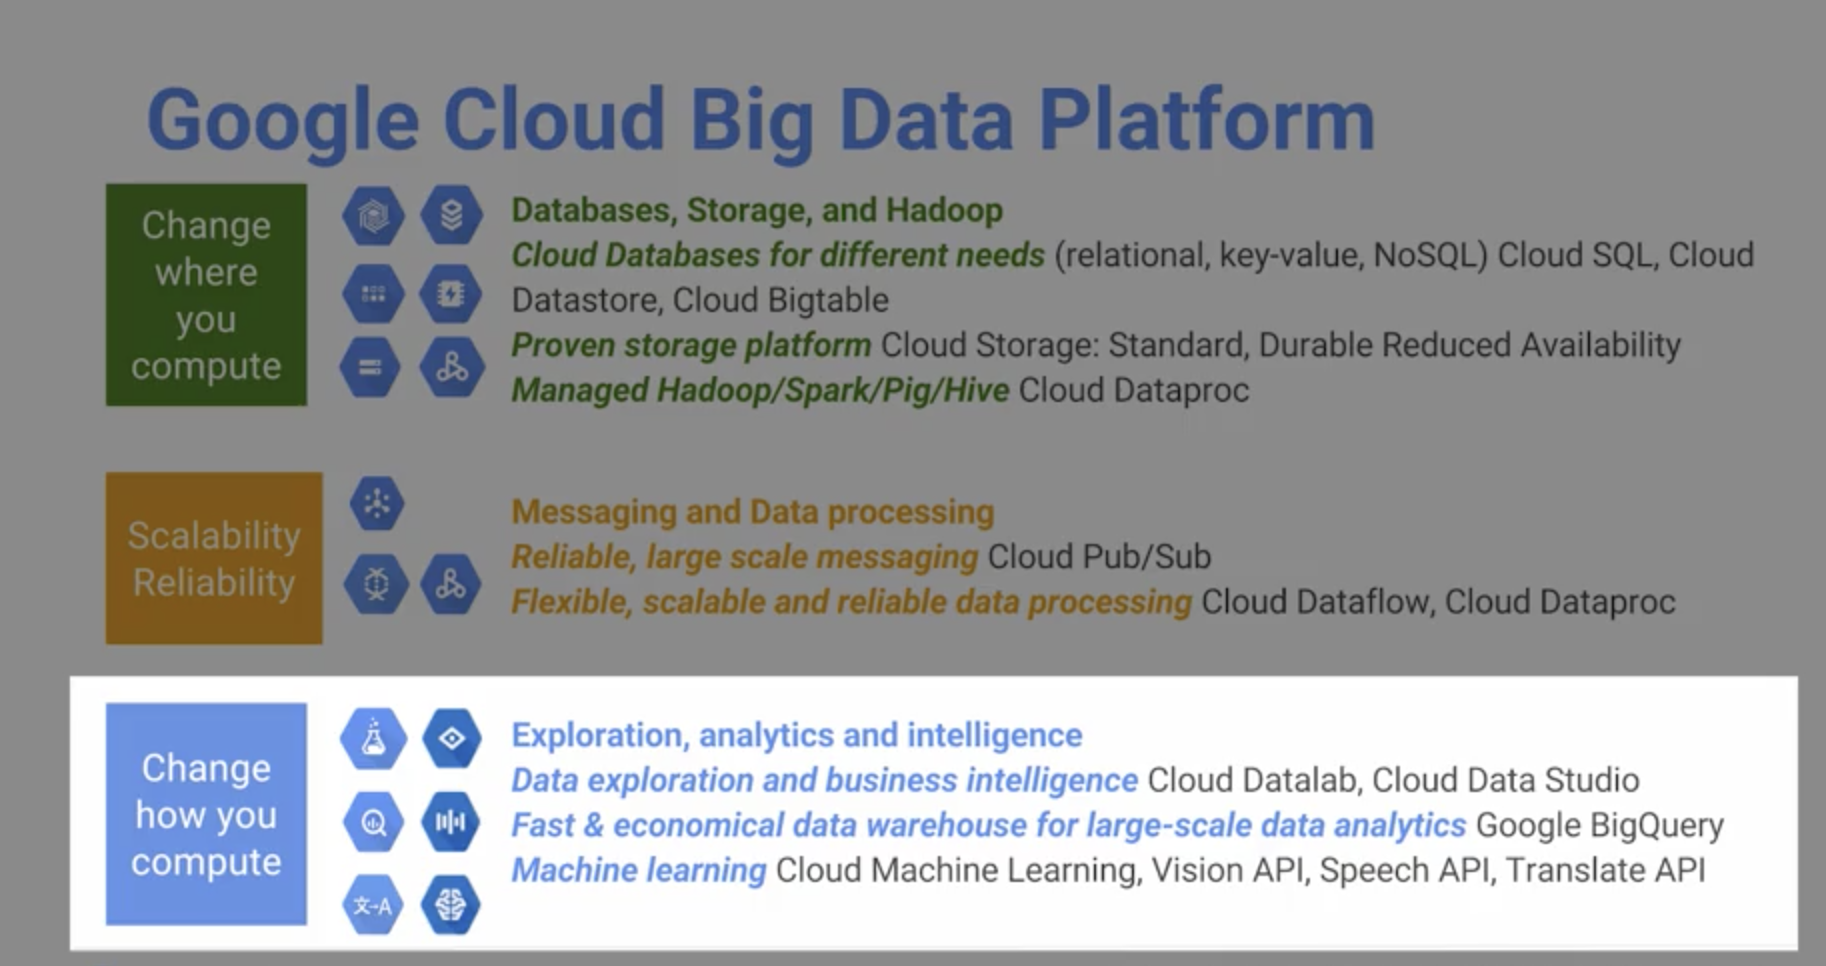 Google Cloud Big Data Platform
Change
where
you
compute
Databases, Storage, and Hadoop
Cloud Databases for different needs (relational, key-value, NoSQL) Cloud SQL, Cloud
Datastore, Cloud Bigtable
Proven storage platform Cloud Storage: Standard, Durable Reduced Availability
Managed Hadoop/Spark/Pig/Hive Cloud Dataproc
Scalability
Reliability
Messaging and Data processing
Reliable, large scale messaging Cloud Pub/Sub
Flexible, scalable and reliable data processing Cloud Dataflow, Cloud Dataproc
Change
how you
compute
文→A
Exploration, analytics and intelligence
Data exploration and business intelligence Cloud Datalab, Cloud Data Studio
Fast & economical data warehouse for large-scale data analytics Google BigQuery
Machine learning Cloud Machine Learning, Vision API, Speech API, Translate API